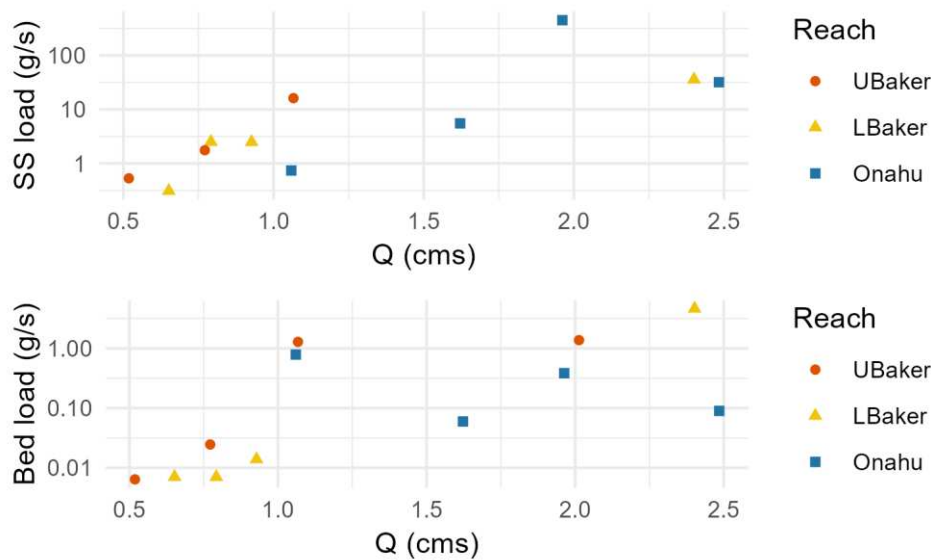 SS load (g/s)
100
10
1
0.5 1.0 1.5 2.0 2.5
Q (cms)
Reach
UBaker
LBaker
Onahu
Bed load (g/s)
1.00
0.10
0.01
0.5 1.0 1.5 2.0 2.5
Q (cms)
Reach
UBaker
LBaker
Onahu